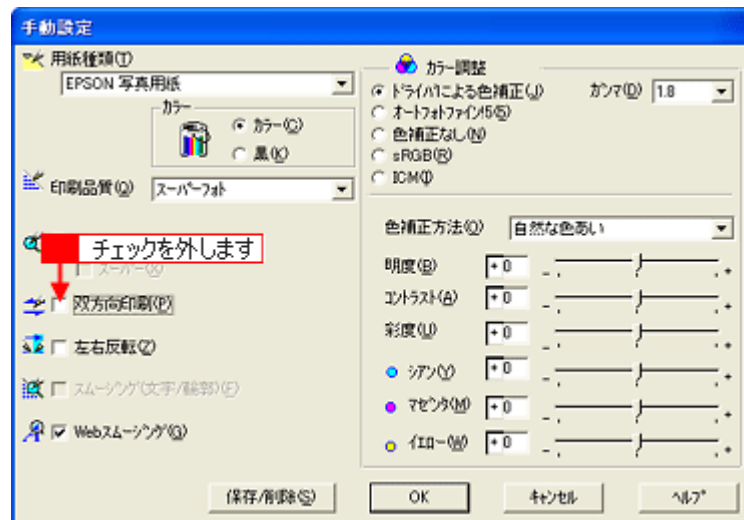 手動設定
用紙種類(T)
EPSON 写真用紙
カラー
カラー(C)
黒(K)
印刷品質(Q)
スーパーフォト
チェックを外します
スーパー(X)
双方向印刷(P)
左右反転(Z)
スムージング(文字/輪郭)(F)
Webスムージング(G)
カラー調整
ドライバによる色補正(J)
ガンマ(D) 1.8
オートフォトファイン!5(5)
色補正なし(N)
sRGB(R)
ICM(I)
色補正方法(O) 自然な色あい
明度(B) +0 - +
コントラスト(A) +0 - +
彩度(U) +0 - +
シアン(Y) +0 - +
マゼンタ(M) +0 - +
イエロー(W) +0 - +
保存/削除(S)
OK
キャンセル
ヘルプ